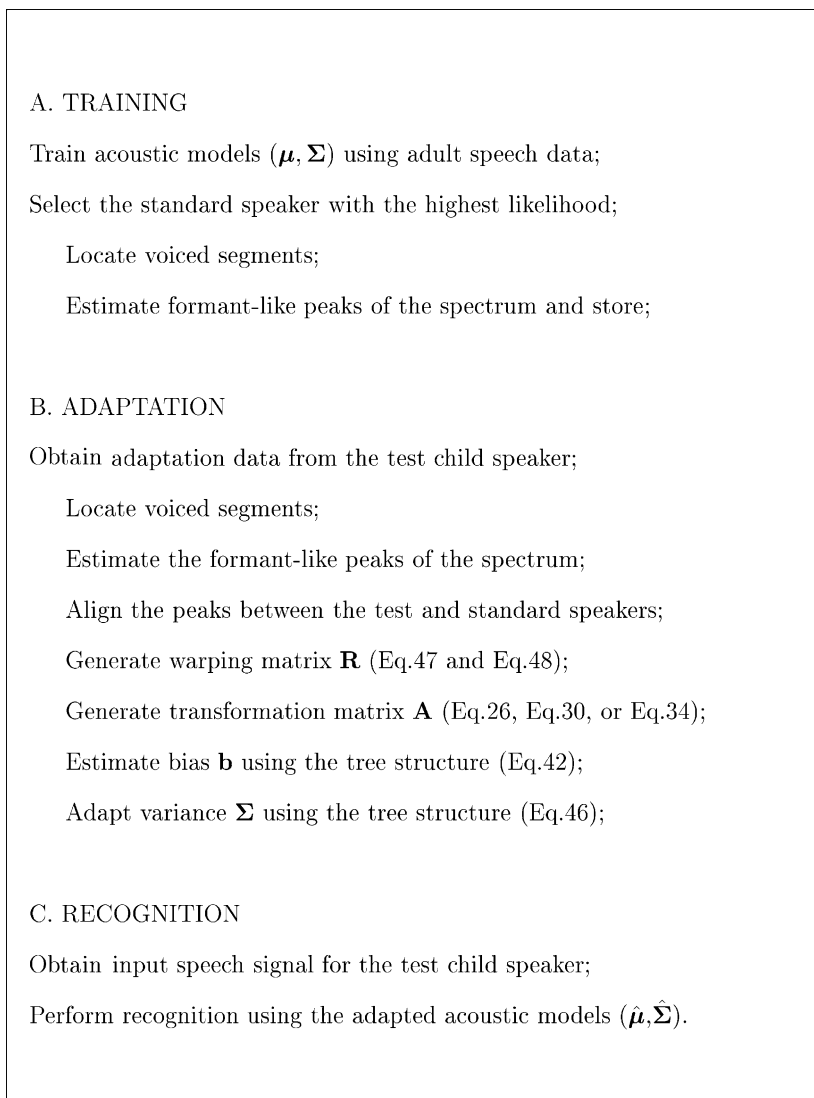 A. TRAINING
Train acoustic models (μ, Σ) using adult speech data;
Select the standard speaker with the highest likelihood;
Locate voiced segments;
Estimate formant-like peaks of the spectrum and store;
B. ADAPTATION
Obtain adaptation data from the test child speaker;
Locate voiced segments;
Estimate the formant-like peaks of the spectrum;
Align the peaks between the test and standard speakers;
Generate warping matrix R (Eq.47 and Eq.48);
Generate transformation matrix A (Eq.26, Eq.30, or Eq.34);
Estimate bias b using the tree structure (Eq.42);
Adapt variance Σ using the tree structure (Eq.46);
C. RECOGNITION
Obtain input speech signal for the test child speaker;
Perform recognition using the adapted acoustic models (μ̂,Σ̂).